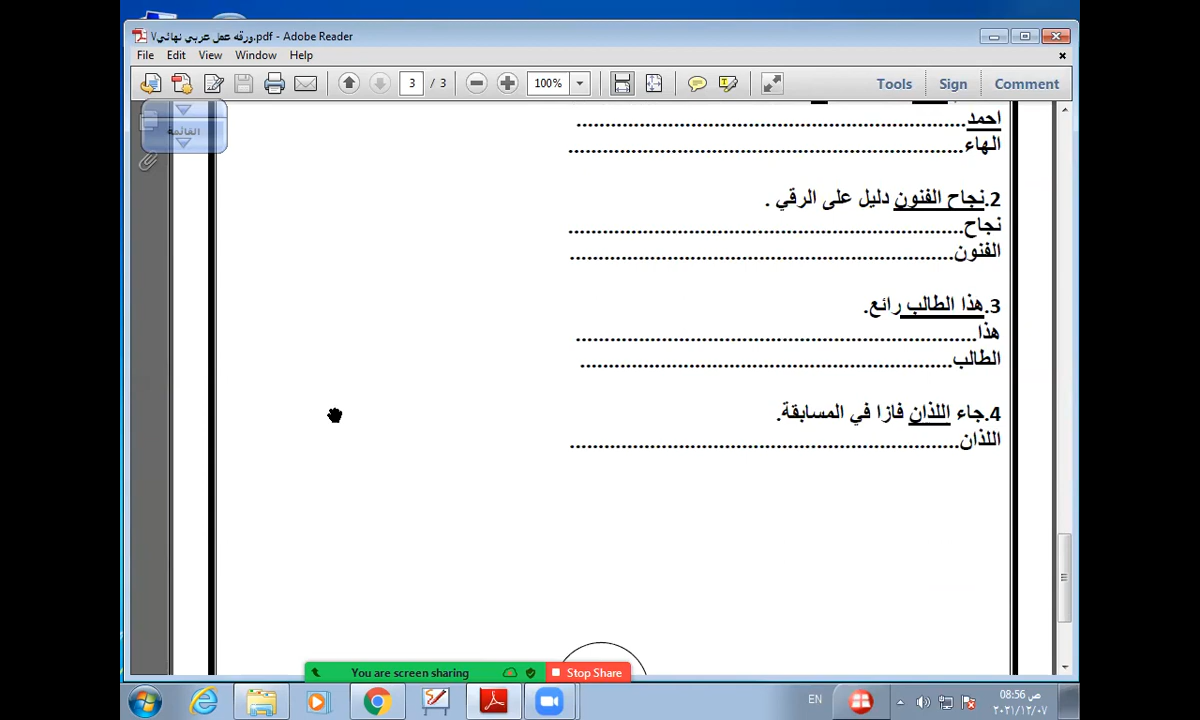 ورقه عمل عربي نهائي٧.pdf - Adobe Reader
File Edit View Window Help
3 / 3 100% Tools Sign Comment
القائمة
احمد............................................................
الهاء.............................................................
2.نجاح الفنون دليل على الرقي .
نجاح.............................................................
الفنون............................................................
3.هذا الطالب رائع.
هذا..............................................................
الطالب..........................................................
4.جاء اللذان فازا في المسابقة.
اللذان............................................................
You are screen sharing Stop Share
EN 08:56 ص
٢٠٢١/١٢/٠٧